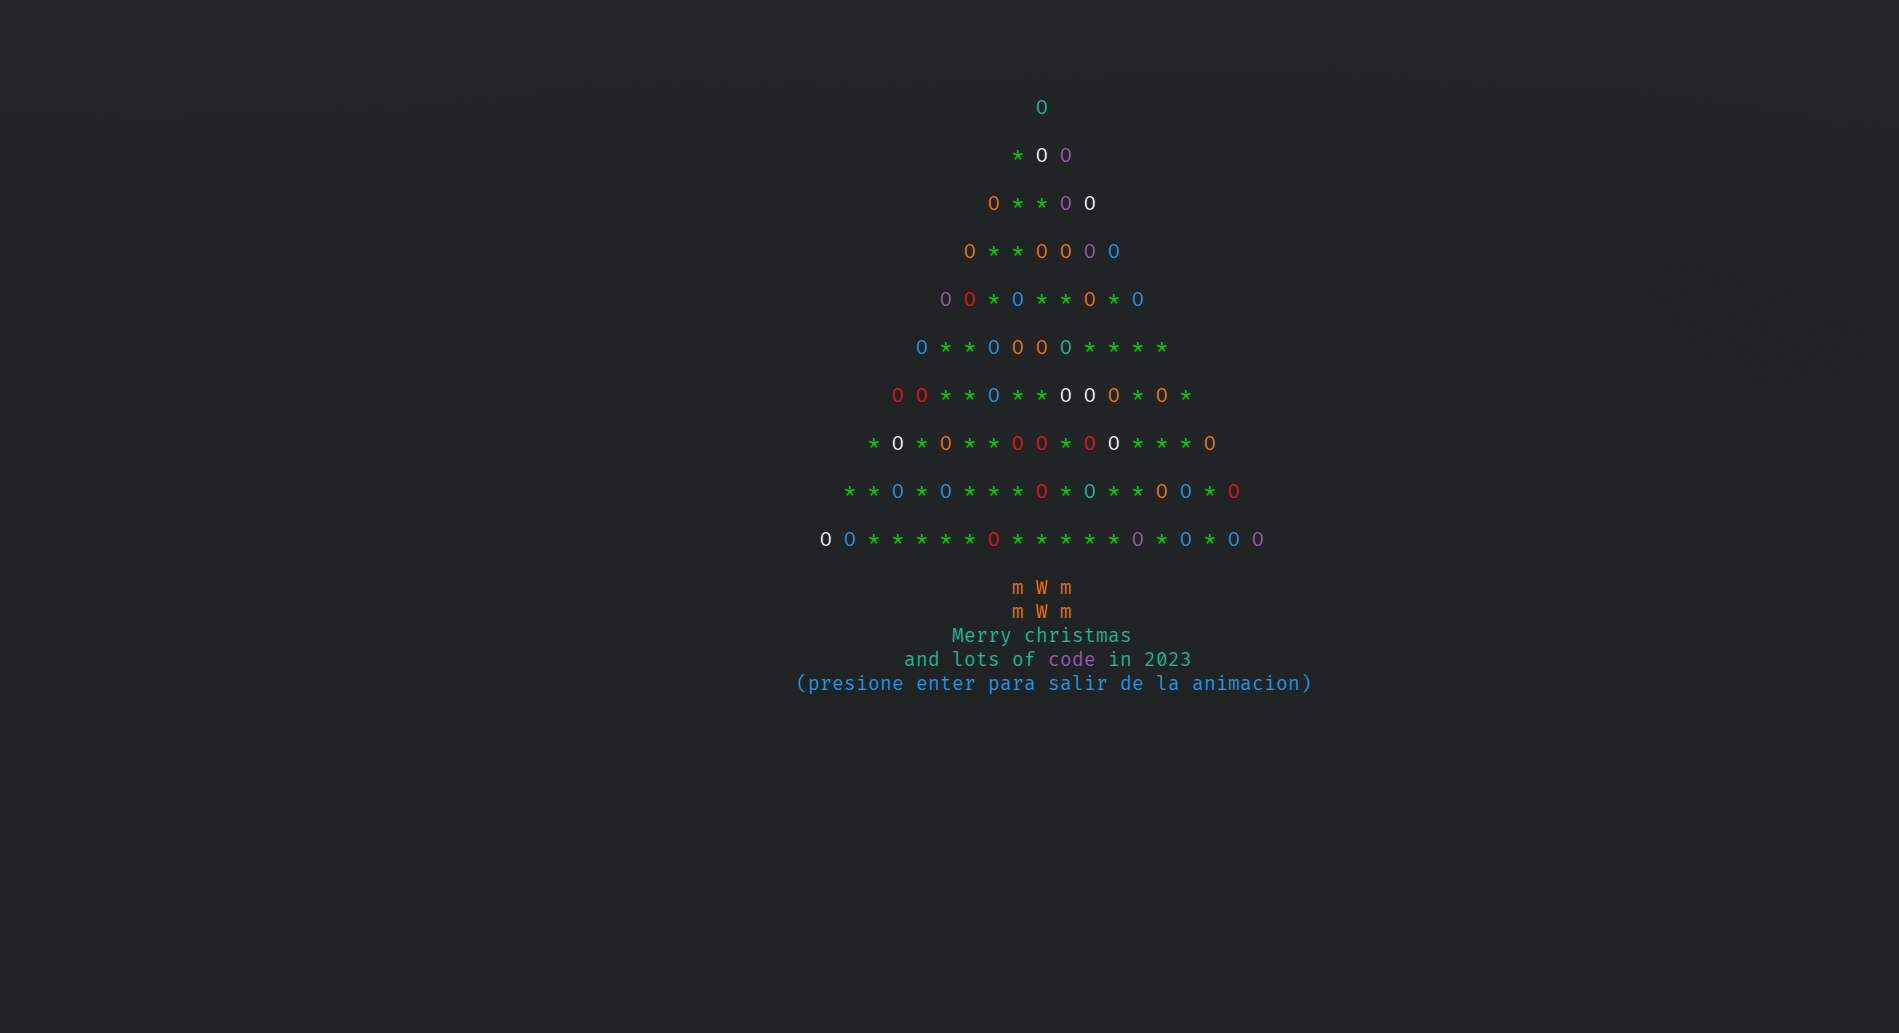 O
* O O
O * * O O
O * * O O O O
O O * O * * O * O
O * * O O O O * * * *
O O * * O * * O O O * O *
* O * O * * O O * O O * * * O
* * O * O * * * O * O * * O O * O
O O * * * * * O * * * * * O * O * O O
m W m
m W m
Merry christmas
and lots of code in 2023
(presione enter para salir de la animacion)